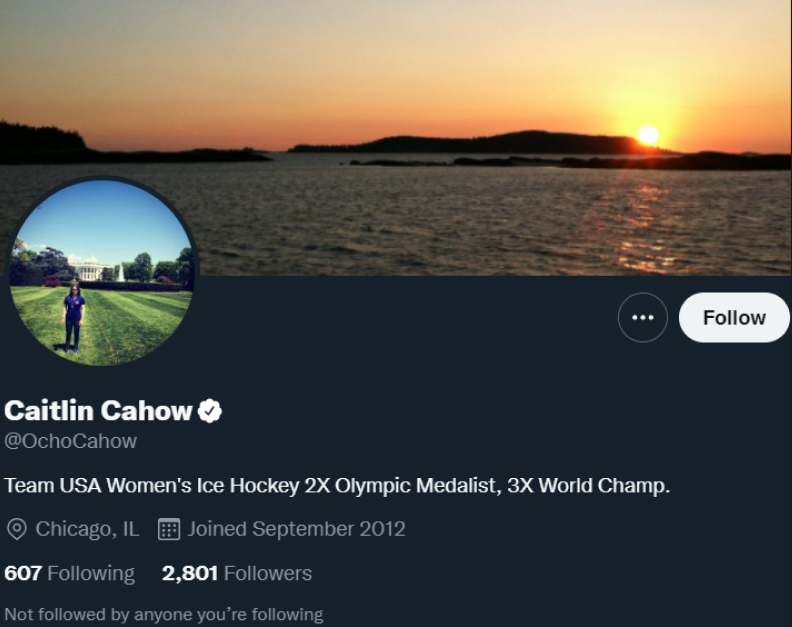 Follow
Caitlin Cahow
@OchoCahow
Team USA Women's Ice Hockey 2X Olympic Medalist, 3X World Champ.
Chicago, IL Joined September 2012
607 Following 2,801 Followers
Not followed by anyone you're following